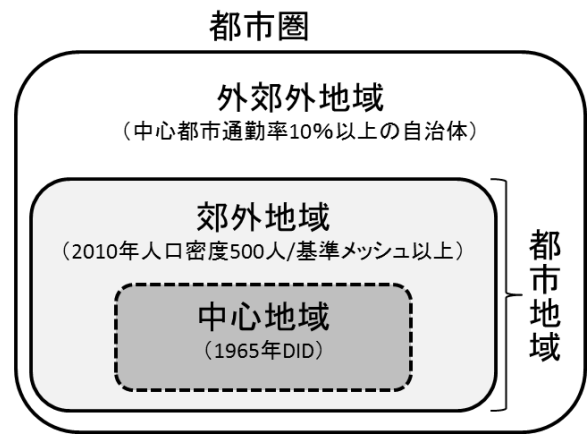 都市圏
外郊外地域
(中心都市通勤率10%以上の自治体)
郊外地域
(2010年人口密度500人/基準メッシュ以上)
中心地域
(1965年DID)
都市地域